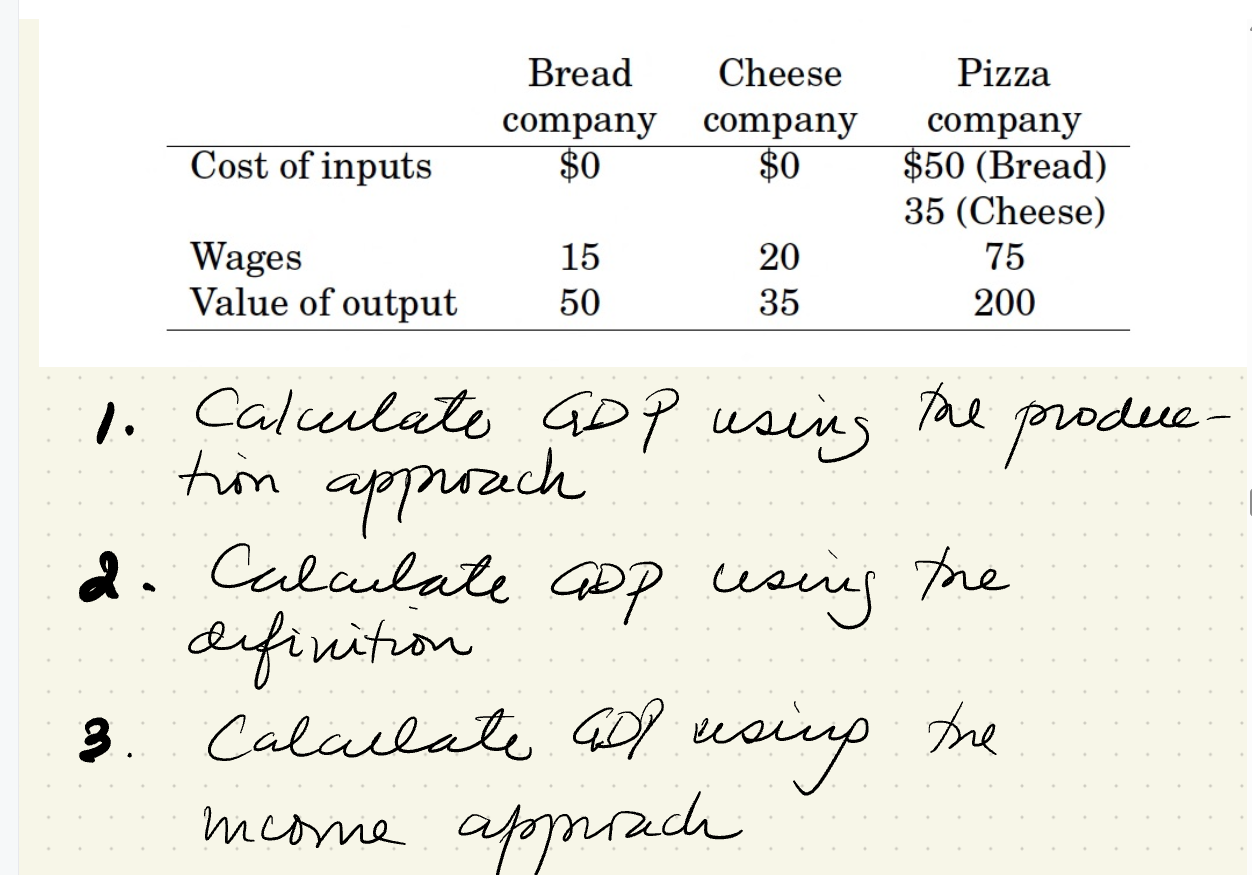 Bread Cheese Pizza
company company company
Cost of inputs $0 $0 $50 (Bread)
35 (Cheese)
Wages 15 20 75
Value of output 50 35 200
1. Calculate GDP using the produc-
tion approach
2. Calculate GDP using the
definition
3. Calculate GDP using the
income approach